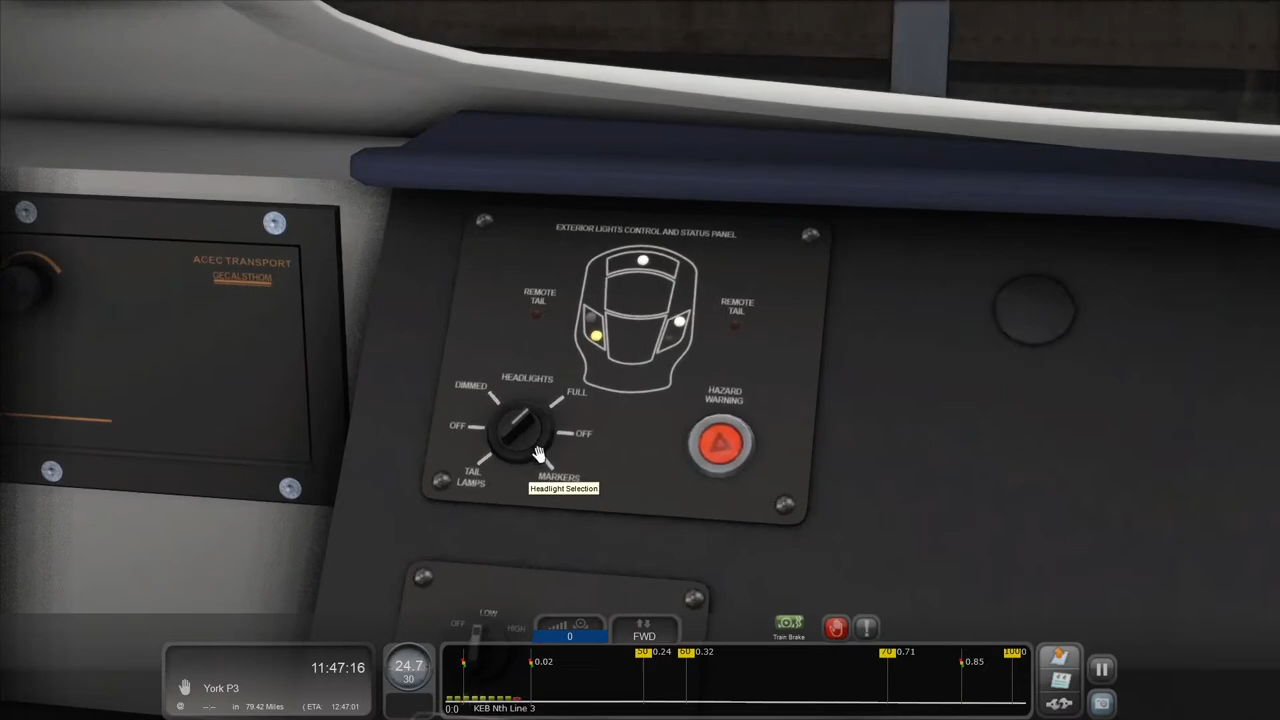 EXTERIOR LIGHTS CONTROL AND STATUS PANEL
ACEC TRANSPORT
GECALSTHOM
REMOTE
TAIL
REMOTE
TAIL
HEADLIGHTS
DIMMED
FULL
OFF
OFF
TAIL
LAMPS
MARKERS
HAZARD
WARNING
Headlight Selection
LOW
OFF
HIGH
0
FWD
Train Brake
11:47:16
York P3
@ --:-- in 79.42 Miles ( ETA: 12:47:01
24.7
30
50 0.24
60 0.32
70 0.71
100 0
0.02
0.85
0:0 KEB Nth Line 3